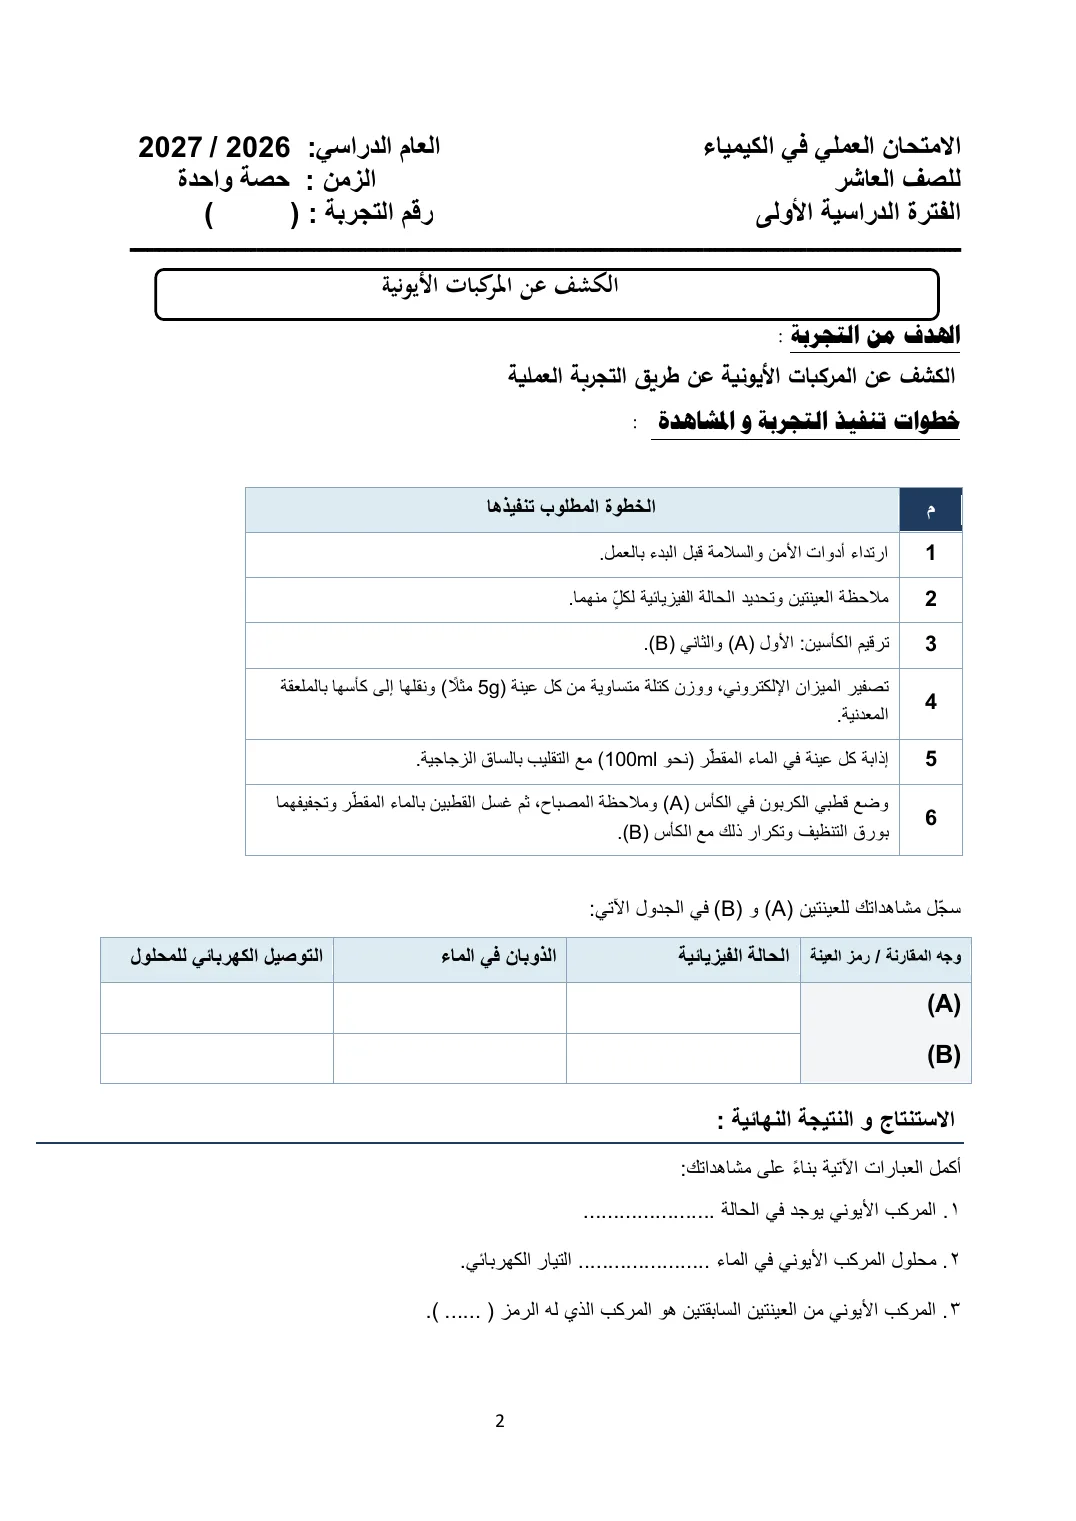 الامتحان العملي في الكيمياء
العام الدراسي: 2026 / 2027
للصف العاشر
الزمن : حصة واحدة
الفترة الدراسية الأولى
رقم التجربة : ( )
الكشف عن المركبات الأيونية
الهدف من التجربة :
الكشف عن المركبات الأيونية عن طريق التجربة العملية
خطوات تنفيذ التجربة و المشاهدة :
م الخطوة المطلوب تنفيذها
1 ارتداء أدوات الأمن والسلامة قبل البدء بالعمل.
2 ملاحظة العينتين وتحديد الحالة الفيزيائية لكلٍ منهما.
3 ترقيم الكأسين: الأول (A) والثاني (B).
4 تصفير الميزان الإلكتروني، ووزن كتلة متساوية من كل عينة (5g مثلًا) ونقلها إلى كأسها بالملعقة
المعدنية.
5 إذابة كل عينة في الماء المقطّر (نحو 100ml) مع التقليب بالساق الزجاجية.
6 وضع قطبي الكربون في الكأس (A) وملاحظة المصباح، ثم غسل القطبين بالماء المقطّر وتجفيفهما
بورق التنظيف وتكرار ذلك مع الكأس (B).
سجّل مشاهداتك للعينتين (A) و (B) في الجدول الآتي:
وجه المقارنة / رمز العينة الحالة الفيزيائية الذوبان في الماء التوصيل الكهربائي للمحلول
(A)
(B)
الاستنتاج و النتيجة النهائية :
أكمل العبارات الآتية بناءً على مشاهداتك:
١. المركب الأيوني يوجد في الحالة ......................
٢. محلول المركب الأيوني في الماء ...................... التيار الكهربائي.
٣. المركب الأيوني من العينتين السابقتين هو المركب الذي له الرمز ( ...... ).
2